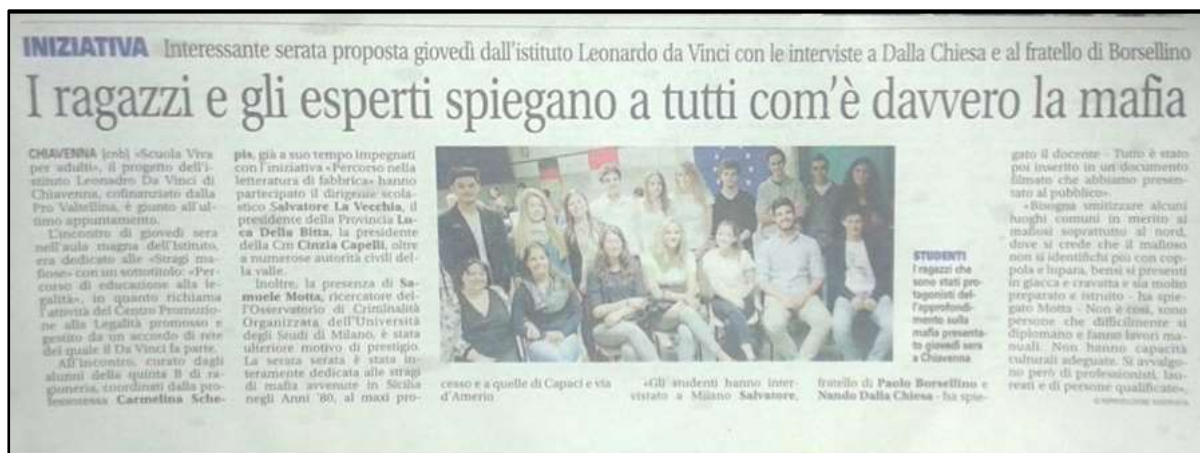 INIZIATIVA Interessante serata proposta giovedì dall'istituto Leonardo da Vinci con le interviste a Dalla Chiesa e al fratello di Borsellino
I ragazzi e gli esperti spiegano a tutti com'è davvero la mafia
CHIAVENNA (cnb) «Scuola Viva
per adulti», il progetto dell'i-
stituto Leonadro Da Vinci di
Chiavenna, cofinanziato dalla
Pro Valtellina, è giunto all'ul-
timo appuntamento.
L'incontro di giovedì sera
nell'aula magna dell'Istituto,
era dedicato alle «Stragi ma-
fiose» con un sottotitolo: «Per-
corso di educazione alla le-
galità», in quanto richiama
l'attività del Centro Promozio-
ne alla Legalità promosso e
gestito da un accordo di rete
del quale il Da Vinci fa parte.
All'incontro, curato dagli
alunni della quinta B di ra-
gioneria, coordinati dalla pro-
fessoressa Carmelina Sche-
pis, già a suo tempo impegnati
con l'iniziativa «Percorso nella
letteratura di fabbrica» hanno
partecipato il dirigente scola-
stico Salvatore La Vecchia, il
presidente della Provincia Lu-
ca Della Bitta, la presidente
della Cm Cinzia Capelli, oltre
a numerose autorità civili del-
la valle.
Inoltre, la presenza di Sa-
muele Motta, ricercatore del-
l'Osservatorio di Criminalità
Organizzata dell'Università
degli Studi di Milano, è stata
ulteriore motivo di prestigio.
La serata serata è stata in-
teramente dedicata alle stragi
di mafia avvenute in Sicilia
negli Anni '80, al maxi pro-
cesso e a quelle di Capaci e via
d'Amerio
«Gli studenti hanno inter-
vistato a Milano Salvatore,
fratello di Paolo Borsellino e
Nando Dalla Chiesa - ha spie-
gato il docente - Tutto è stato
poi inserito in un documento
filmato che abbiamo presen-
tato al pubblico».
«Bisogna smitizzare alcuni
luoghi comuni in merito ai
mafiosi soprattutto al nord,
dove si crede che il mafioso
non si identifichi più con cop-
pola e lupara, bensì si presenti
in giacca e cravatta e sia molto
preparato e istruito - ha spie-
gato Motta - Non è così, sono
persone che difficilmente si
diplomano e fanno lavori ma-
nuali. Non hanno capacità
culturali adeguate. Si avvalgo-
no però di professionisti, lau-
reati e di persone qualificate».
STUDENTI
I ragazzi che
sono stati pro-
tagonisti del-
l'approfondi-
mento sulla
mafia presenta-
to giovedì sera
a Chiavenna